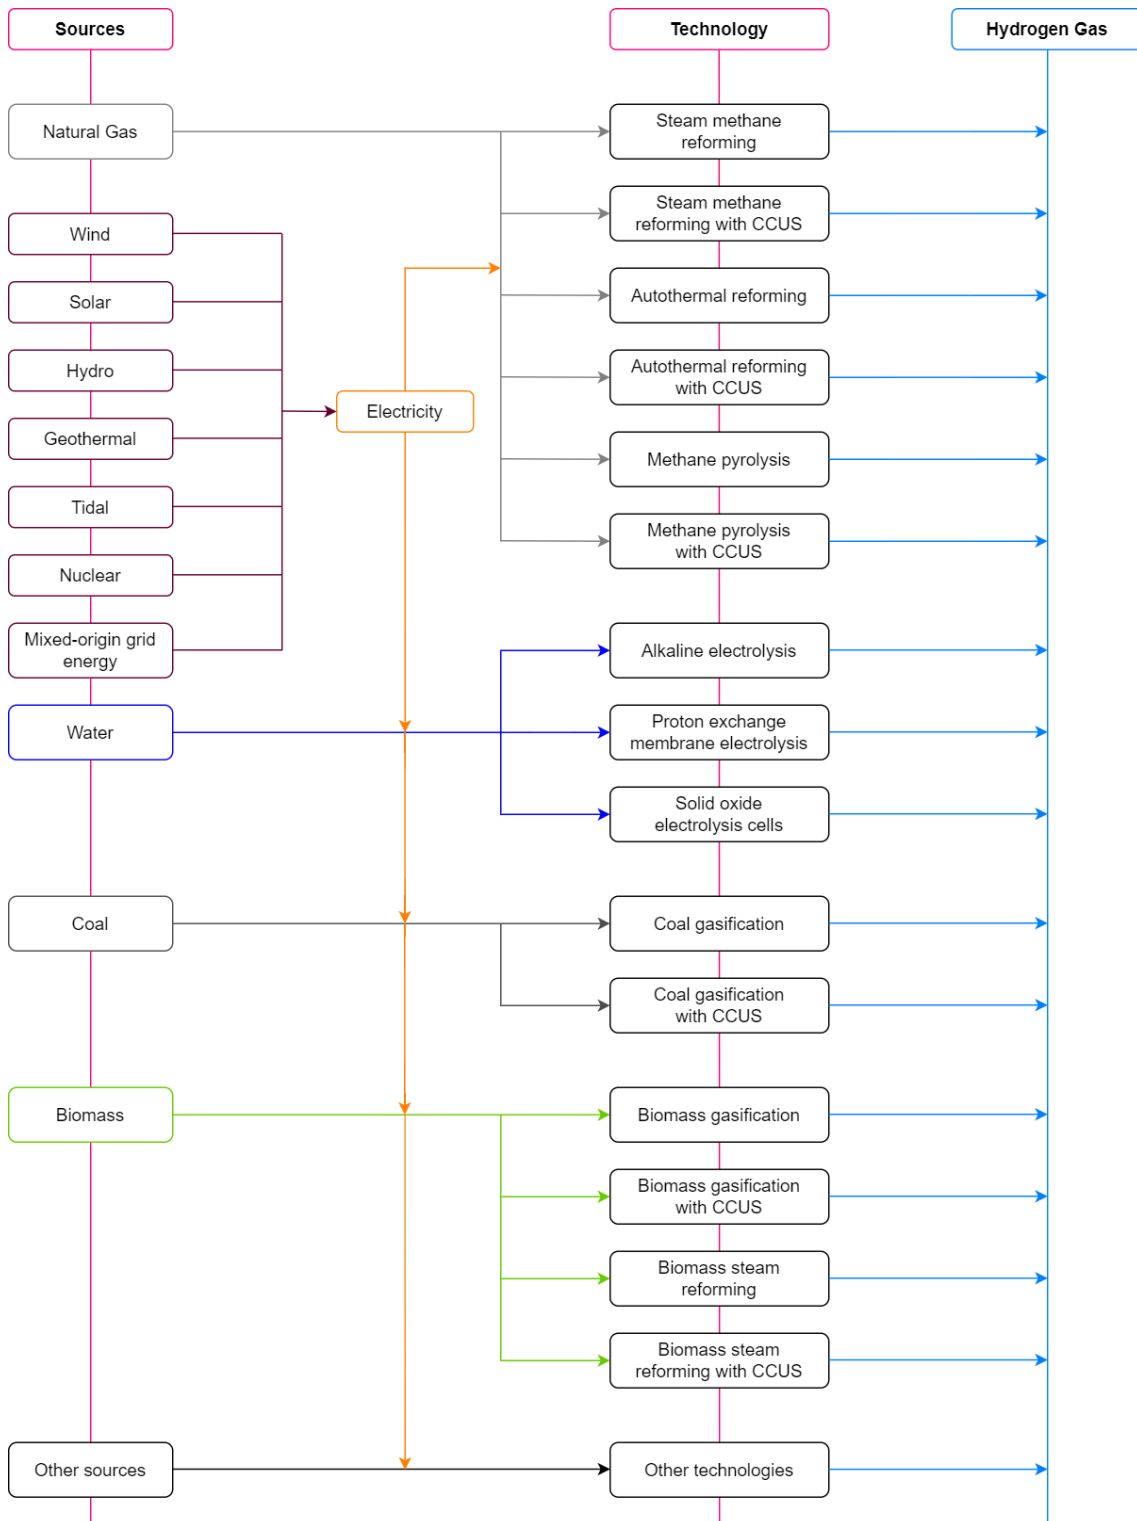 Sources
Technology
Hydrogen Gas
Natural Gas
Steam methane
reforming
Wind
Steam methane
reforming with CCUS
Solar
Autothermal reforming
Hydro
Autothermal reforming
with CCUS
Electricity
Geothermal
Methane pyrolysis
Tidal
Methane pyrolysis
with CCUS
Nuclear
Mixed-origin grid
energy
Alkaline electrolysis
Water
Proton exchange
membrane electrolysis
Solid oxide
electrolysis cells
Coal
Coal gasification
Coal gasification
with CCUS
Biomass
Biomass gasification
Biomass gasification
with CCUS
Biomass steam
reforming
Biomass steam
reforming with CCUS
Other sources
Other technologies